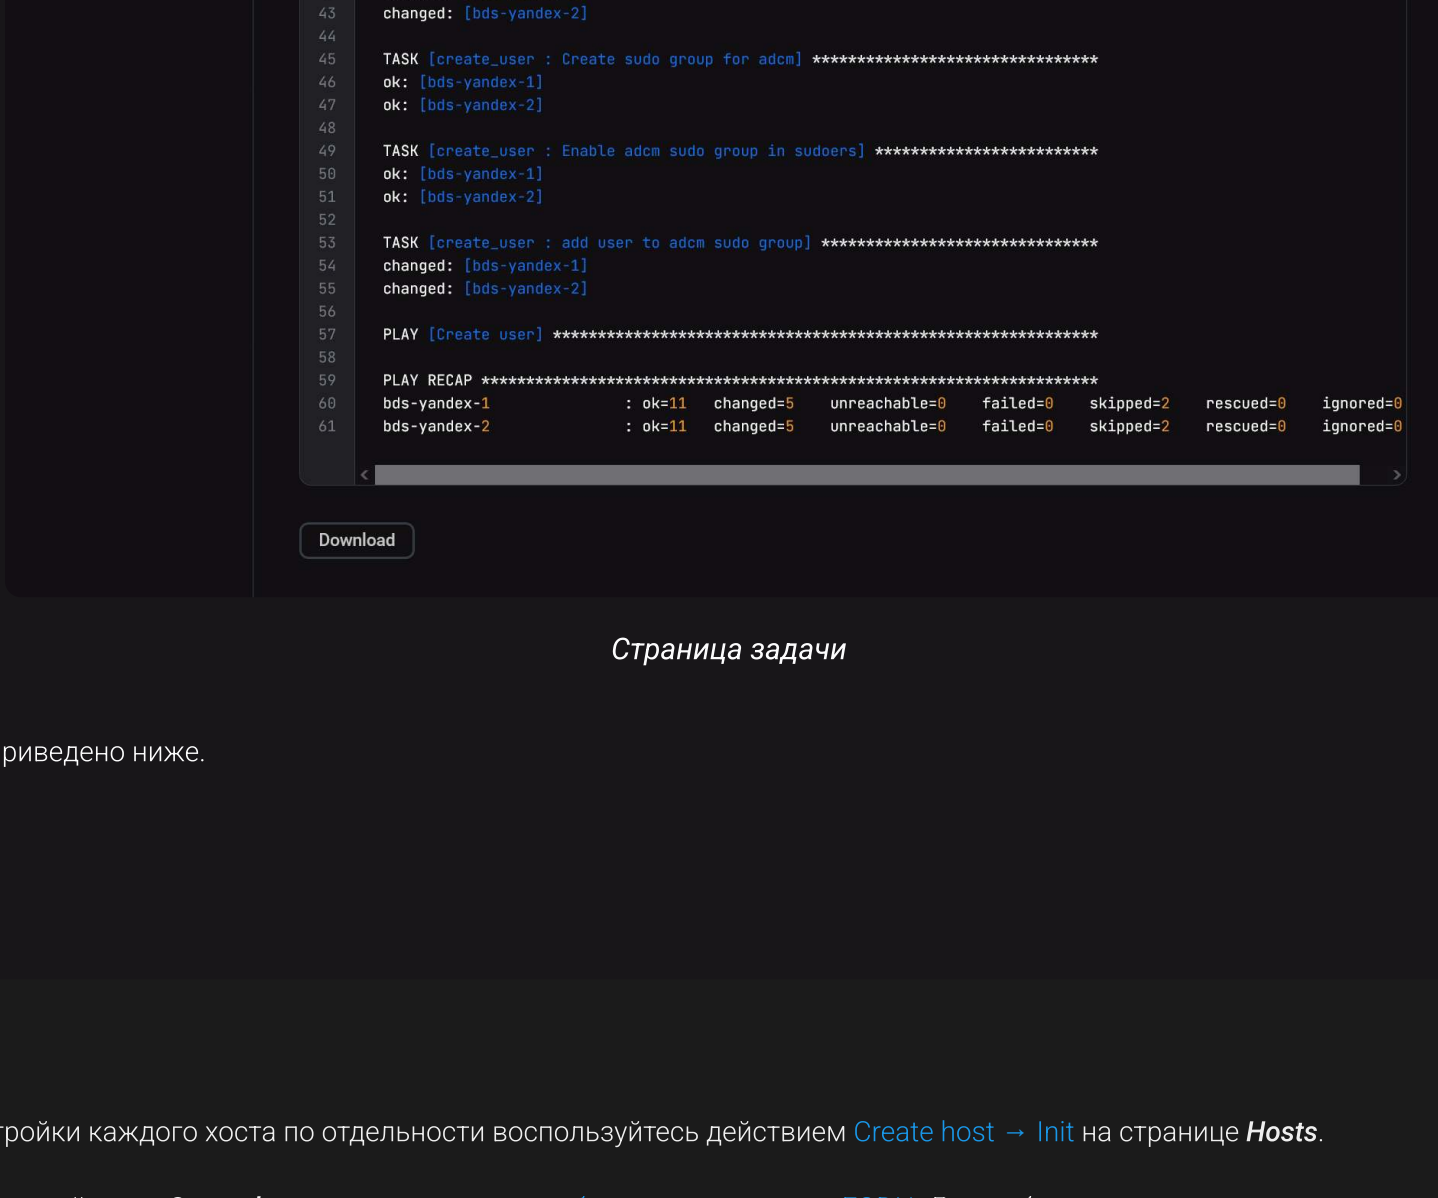 43 changed: [bds-yandex-2]
44
45 TASK [create_user : Create sudo group for adcm] ********************************
46 ok: [bds-yandex-1]
47 ok: [bds-yandex-2]
48
49 TASK [create_user : Enable adcm sudo group in sudoers] *************************
50 ok: [bds-yandex-1]
51 ok: [bds-yandex-2]
52
53 TASK [create_user : add user to adcm sudo group] *******************************
54 changed: [bds-yandex-1]
55 changed: [bds-yandex-2]
56
57 PLAY [Create user] *************************************************************
58
59 PLAY RECAP *********************************************************************
60 bds-yandex-1 : ok=11 changed=5 unreachable=0 failed=0 skipped=2 rescued=0 ignored=0
61 bds-yandex-2 : ok=11 changed=5 unreachable=0 failed=0 skipped=2 rescued=0 ignored=0
Download
Страница задачи
риведено ниже.
тройки каждого хоста по отдельности воспользуйтесь действием Create host → Init на странице Hosts.